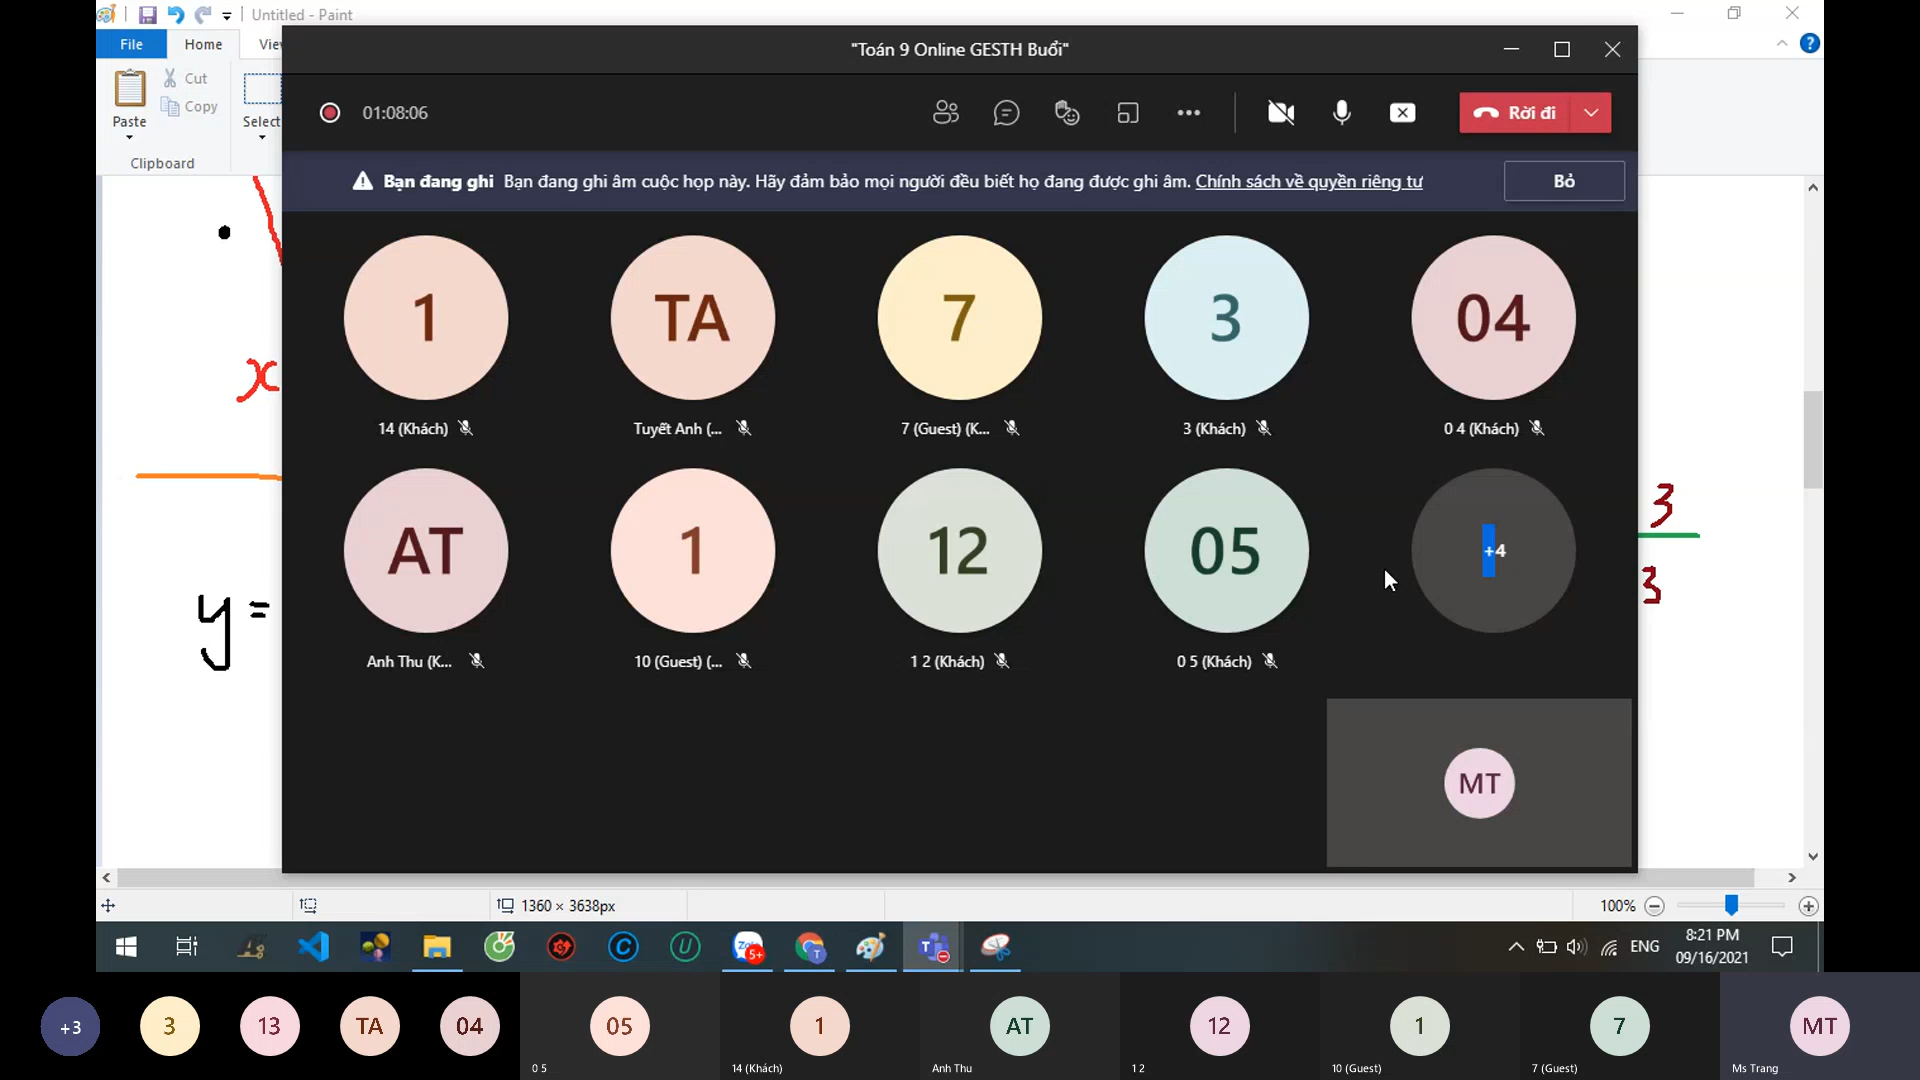 Untitled - Paint
File Home Vie
"Toán 9 Online GESTH Buổi"
Cut
Copy
Paste
Select
Clipboard
01:08:06
Rời đi
Bạn đang ghi Bạn đang ghi âm cuộc họp này. Hãy đảm bảo mọi người đều biết họ đang được ghi âm. Chính sách về quyền riêng tư
Bỏ
1 TA 7 3 04
14 (Khách) Tuyết Anh (... 7 (Guest) (K... 3 (Khách) 0 4 (Khách)
x
AT 1 12 05 +4
3
3
y =
Anh Thu (K... 10 (Guest) (... 1 2 (Khách) 0 5 (Khách)
MT
1360 × 3638px
100%
ENG
8:21 PM
09/16/2021
5+
+3 3 13 TA 04 05 1 AT 12 1 7 MT
0 5 14 (Khách) Anh Thu 1 2 10 (Guest) 7 (Guest) Ms Trang